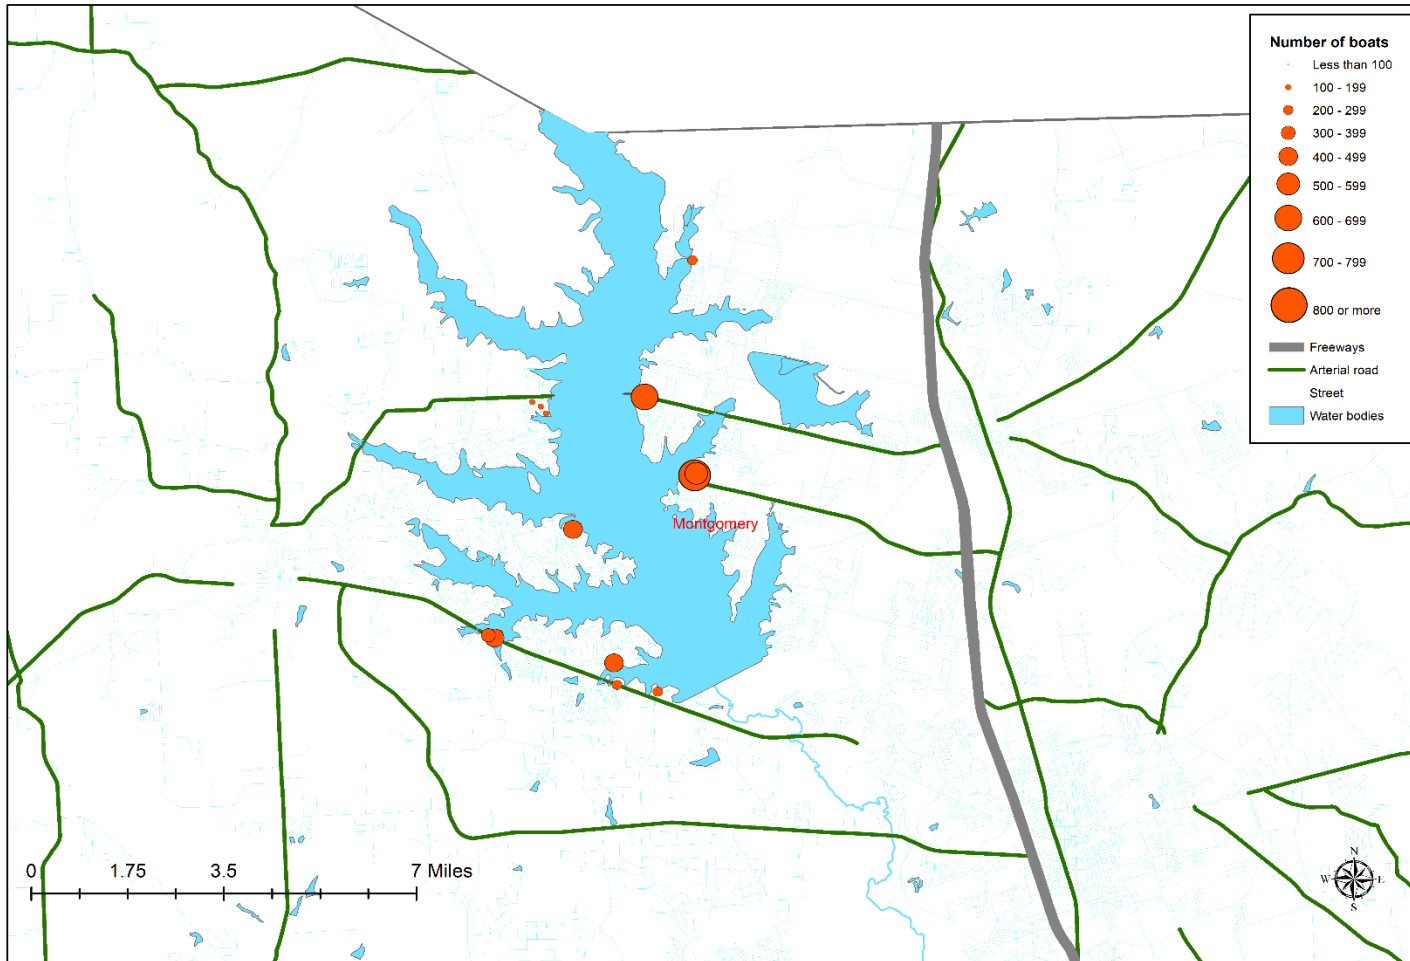 Number of boats
Less than 100
100 - 199
200 - 299
300 - 399
400 - 499
500 - 599
600 - 699
700 - 799
800 or more
Freeways
Arterial road
Street
Water bodies
Montgomery
0 1.75 3.5 7 Miles
N
W E
S